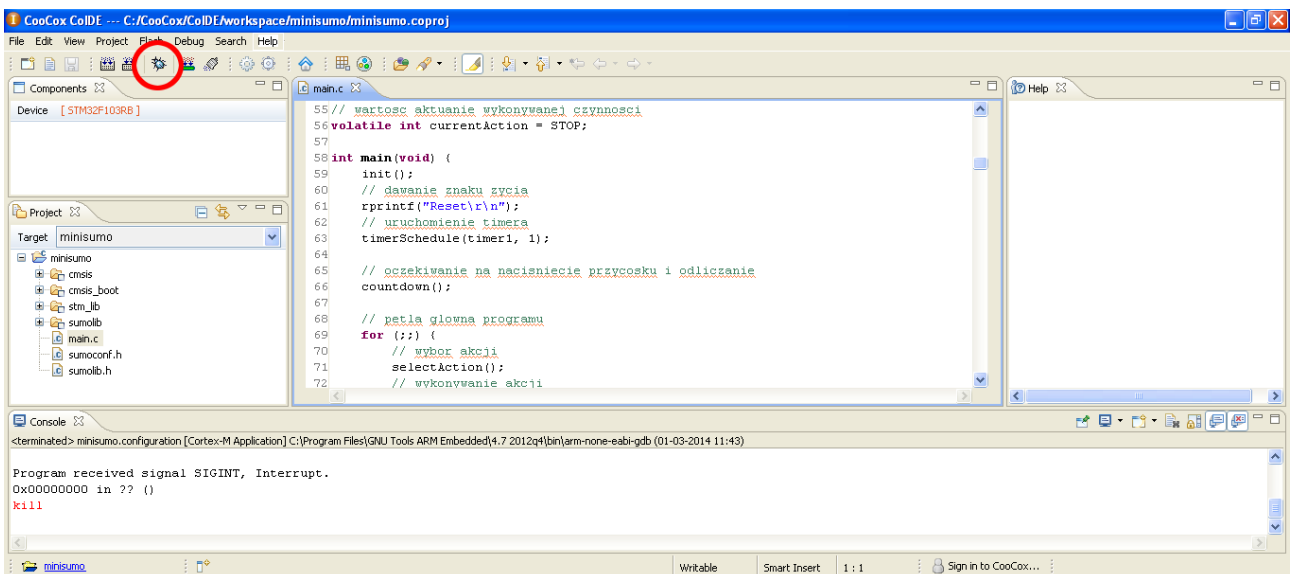 CooCox CoIDE --- C:/CooCox/CoIDE/workspace/minisumo/minisumo.coproj
File Edit View Project Flash Debug Search Help
Components
Device [ STM32F103RB ]
Project
Target minisumo
minisumo
cmsis
cmsis_boot
stm_lib
sumolib
main.c
sumoconf.h
sumolib.h
main.c
55 // wartosc aktuanie wykonywanej czynnosci
56 volatile int currentAction = STOP;
57
58 int main(void) {
59 init();
60 // dawanie znaku zycia
61 rprintf("Reset\r\n");
62 // uruchomienie timera
63 timerSchedule(timer1, 1);
64
65 // oczekiwanie na nacisniecie przycosku i odliczanie
66 countdown();
67
68 // petla glowna programu
69 for (;;) {
70 // wybor akcji
71 selectAction();
72 // wykonywanie akcji
Help
Console
<terminated> minisumo.configuration [Cortex-M Application] C:\Program Files\GNU Tools ARM Embedded\4.7 2012q4\bin\arm-none-eabi-gdb (01-03-2014 11:43)
Program received signal SIGINT, Interrupt.
0x00000000 in ?? ()
kill
minisumo Writable Smart Insert 1 : 1 Sign in to CooCox...